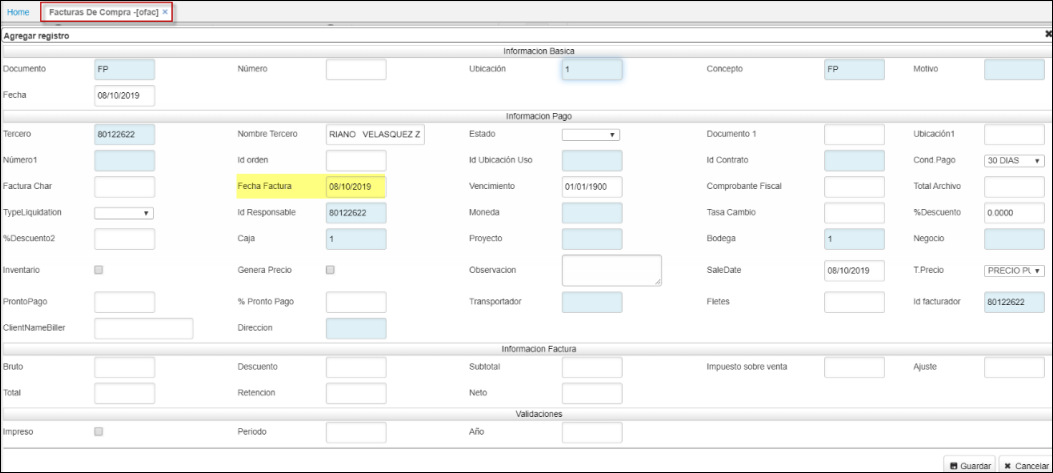 Home Facturas De Compra -[ofac] ×
Agregar registro ✖
Informacion Basica
Documento FP Número Ubicación 1 Concepto FP Motivo
Fecha 08/10/2019
Informacion Pago
Tercero 80122622 Nombre Tercero RIANO VELASQUEZ Z Estado Documento 1 Ubicación1
Número1 Id orden Id Ubicación Uso Id Contrato Cond.Pago 30 DIAS
Factura Char Fecha Factura 08/10/2019 Vencimiento 01/01/1900 Comprobante Fiscal Total Archivo
TypeLiquidation Id Responsable 80122622 Moneda Tasa Cambio %Descuento 0.0000
%Descuento2 Caja 1 Proyecto Bodega 1 Negocio
Inventario Genera Precio Observacion SaleDate 08/10/2019 T.Precio PRECIO PU
ProntoPago % Pronto Pago Transportador Fletes Id facturador 80122622
ClientNameBiller Direccion
Informacion Factura
Bruto Descuento Subtotal Impuesto sobre venta Ajuste
Total Retencion Neto
Validaciones
Impreso Periodo Año
Guardar ✖ Cancelar